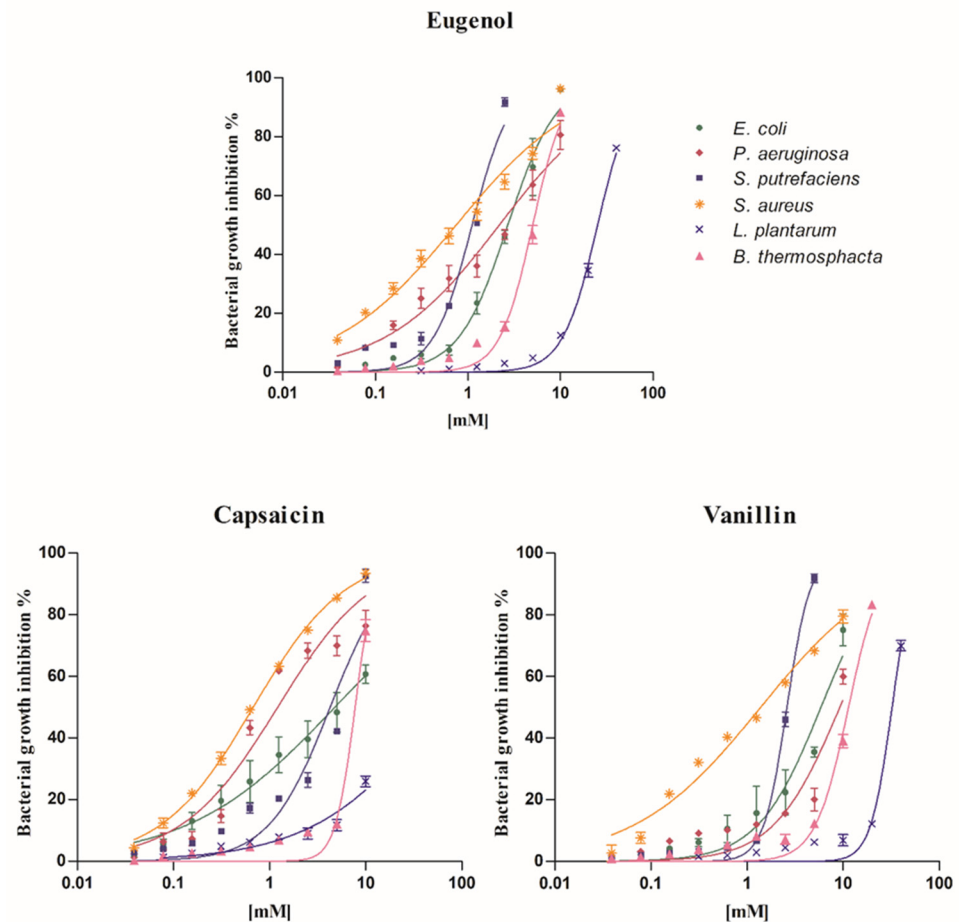 Eugenol
Bacterial growth inhibition %
100
80
60
40
20
0
0.01
0.1
1
10
100
[mM]
E. coli
P. aeruginosa
S. putrefaciens
S. aureus
L. plantarum
B. thermosphacta
Capsaicin
Bacterial growth inhibition %
100
80
60
40
20
0
0.01
0.1
1
10
100
[mM]
Vanillin
Bacterial growth inhibition %
100
80
60
40
20
0
0.01
0.1
1
10
100
[mM]